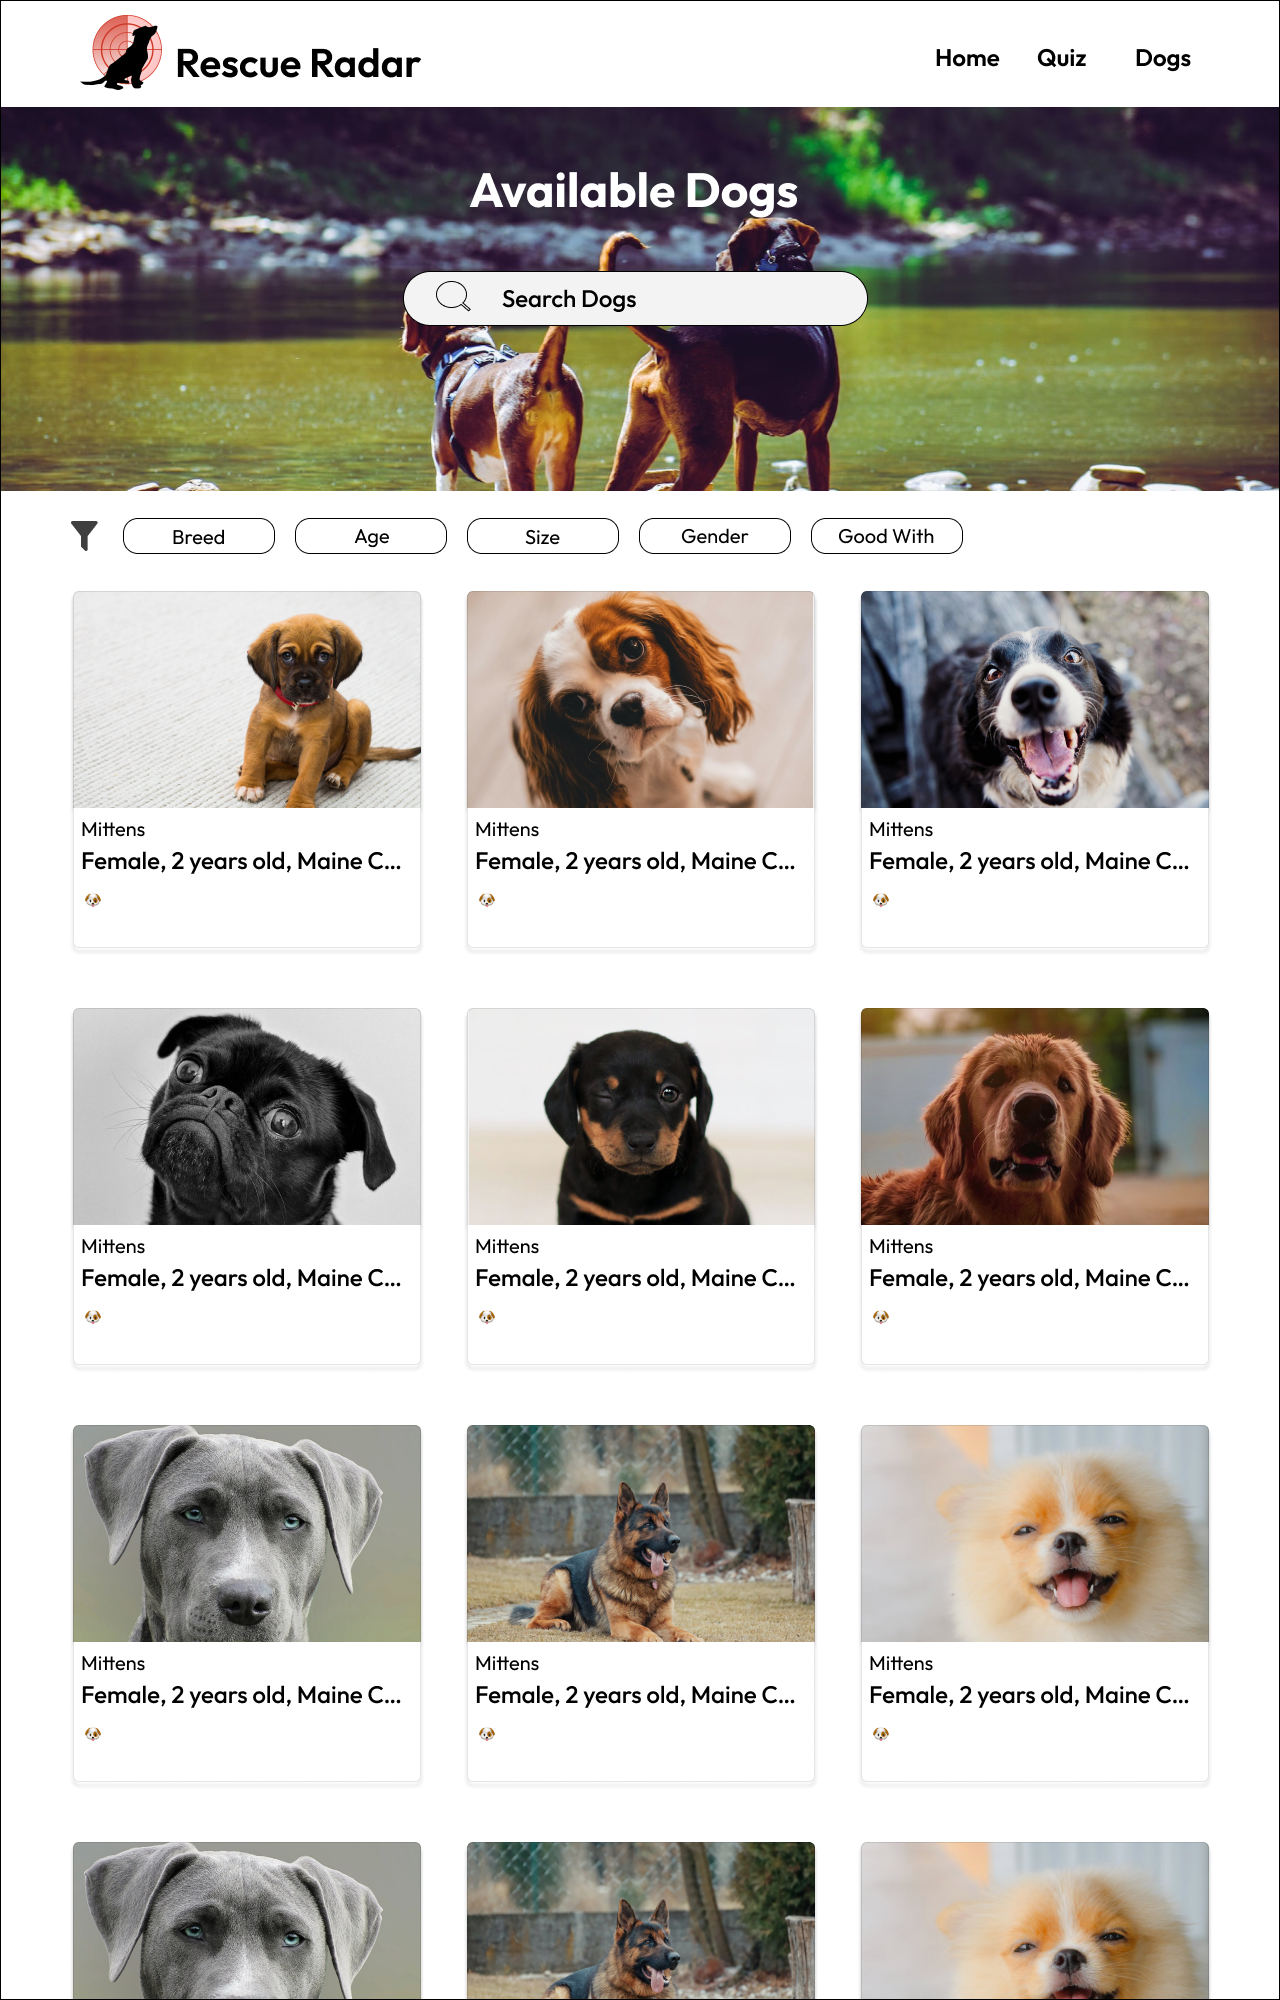 Rescue Radar
Home Quiz Dogs
Available Dogs
Search Dogs
Breed Age Size Gender Good With
Mittens Mittens Mittens
Female, 2 years old, Maine C... Female, 2 years old, Maine C... Female, 2 years old, Maine C...
Mittens Mittens Mittens
Female, 2 years old, Maine C... Female, 2 years old, Maine C... Female, 2 years old, Maine C...
Mittens Mittens Mittens
Female, 2 years old, Maine C... Female, 2 years old, Maine C... Female, 2 years old, Maine C...